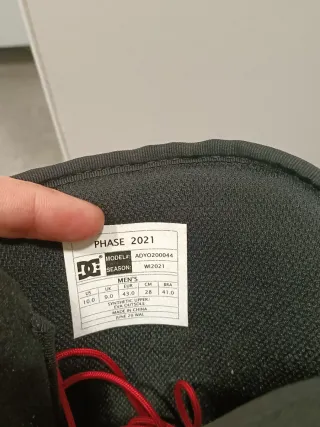 PHASE 2021
DC MODEL#: ADYO200044
SEASON: WI2021
MEN'S
US UK EUR CM BRA
10.0 9.0 43.0 28 41.0
SYNTHETIC UPPER/
EVA OUTSOLE
MADE IN CHINA